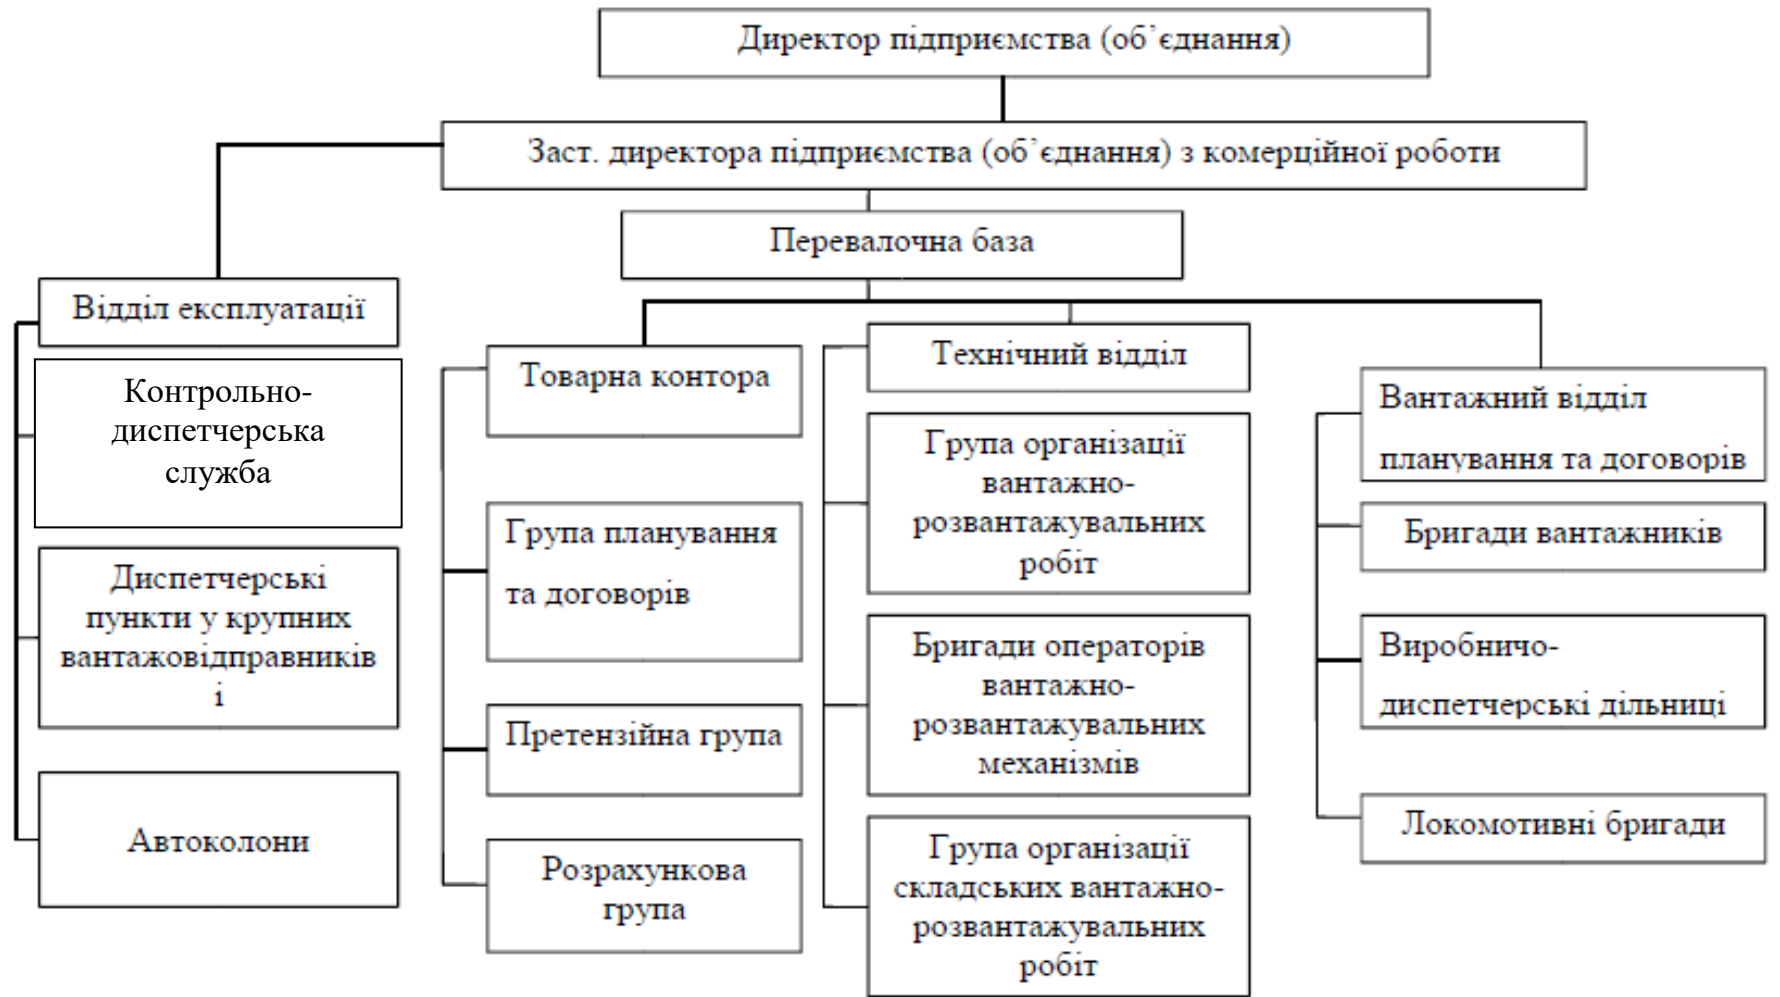 Директор підприємства (об’єднання)
Заст. директора підприємства (об’єднання) з комерційної роботи
Перевалочна база
Відділ експлуатації
Контрольно-
диспетчерська
служба
Диспетчерські
пункти у крупних
вантажовідправників
і
Автоколони
Товарна контора
Група планування
та договорів
Претензійна група
Розрахункова
група
Технічний відділ
Група організації
вантажно-
розвантажувальних
робіт
Бригади операторів
вантажно-
розвантажувальних
механізмів
Група організації
складських вантажно-
розвантажувальних
робіт
Вантажний відділ
планування та договорів
Бригади вантажників
Виробничо-
диспетчерські дільниці
Локомотивні бригади